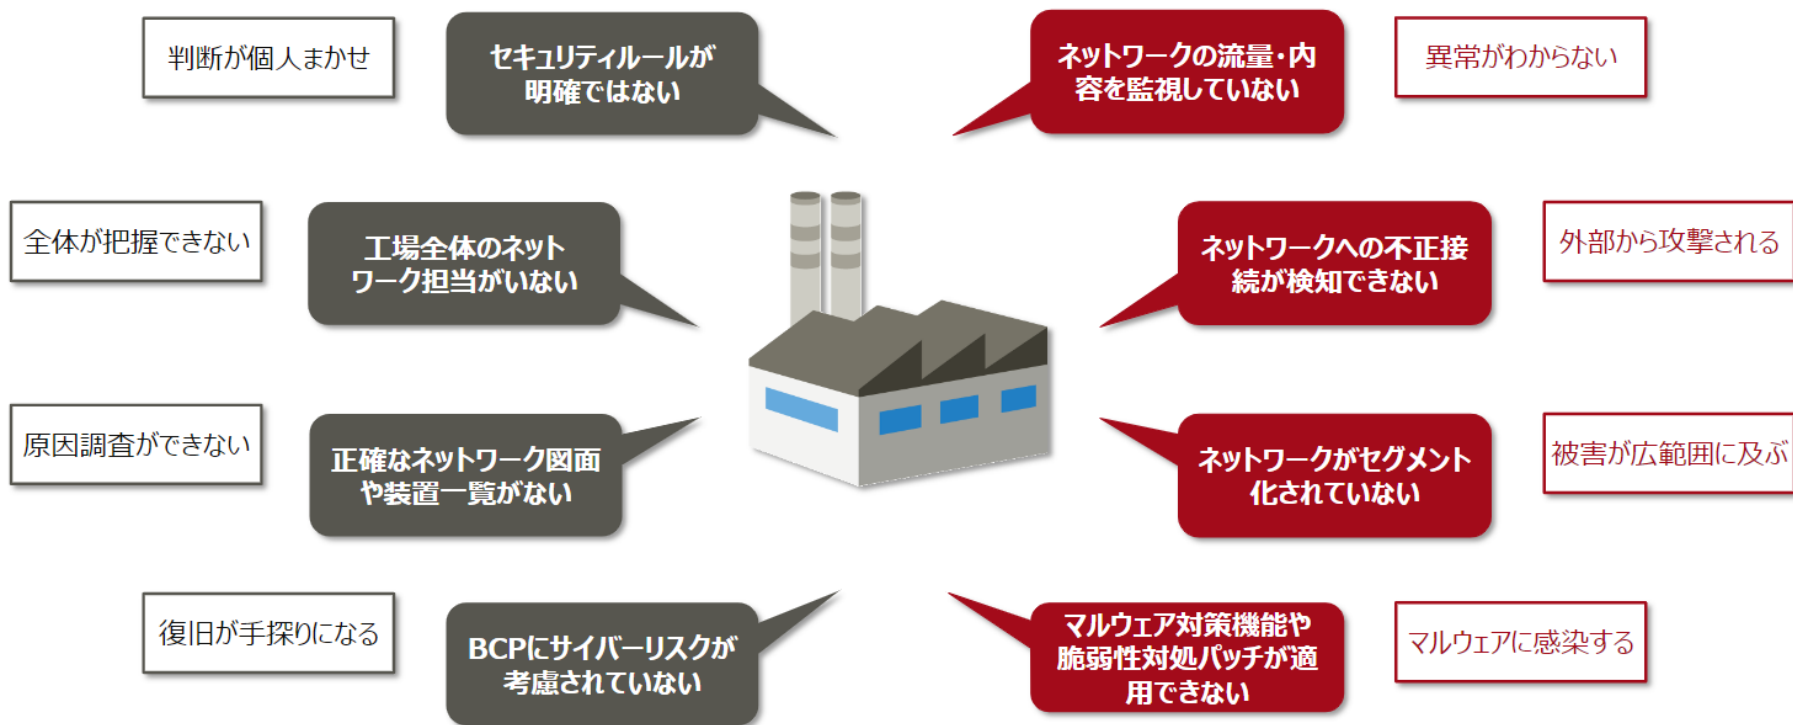 判断が個人まかせ
セキュリティルールが
明確ではない
ネットワークの流量・内
容を監視していない
異常がわからない
全体が把握できない
工場全体のネット
ワーク担当がいない
ネットワークへの不正接
続が検知できない
外部から攻撃される
原因調査ができない
正確なネットワーク図面
や装置一覧がない
ネットワークがセグメント
化されていない
被害が広範囲に及ぶ
復旧が手探りになる
BCPにサイバーリスクが
考慮されていない
マルウェア対策機能や
脆弱性対処パッチが適
用できない
マルウェアに感染する